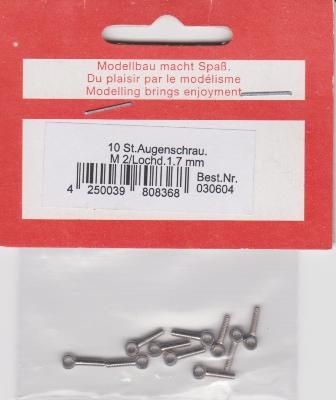 Modellbau macht Spaß.
Du plaisir par le modélisme
Modelling brings enjoyment
10 St.Augenschrau.
M 2/Lochd.1.7 mm
Best.Nr.
4 250039 808368 030604